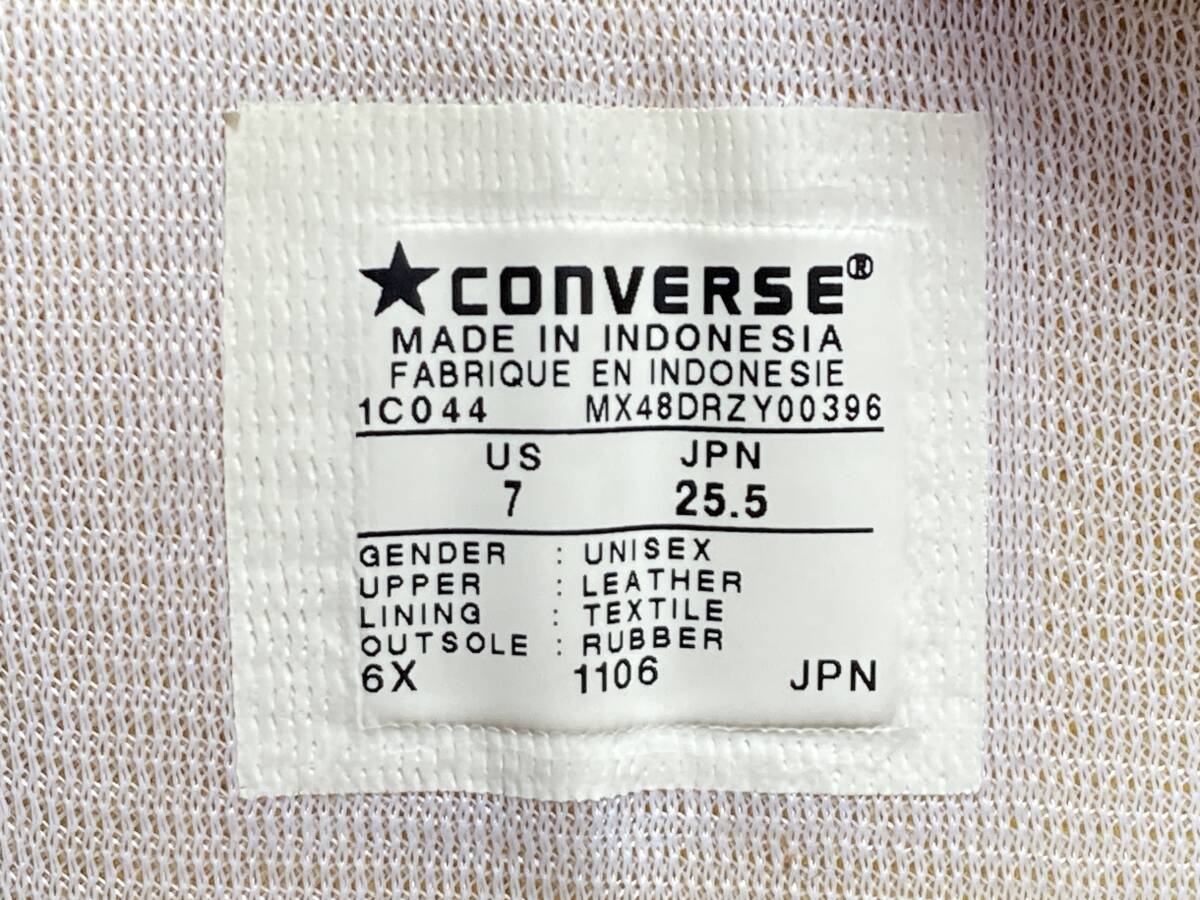 ★CONVERSE®
MADE IN INDONESIA
FABRIQUE EN INDONESIE
1C044 MX48DRZY00396
US JPN
7 25.5
GENDER : UNISEX
UPPER : LEATHER
LINING : TEXTILE
OUTSOLE : RUBBER
6X 1106 JPN